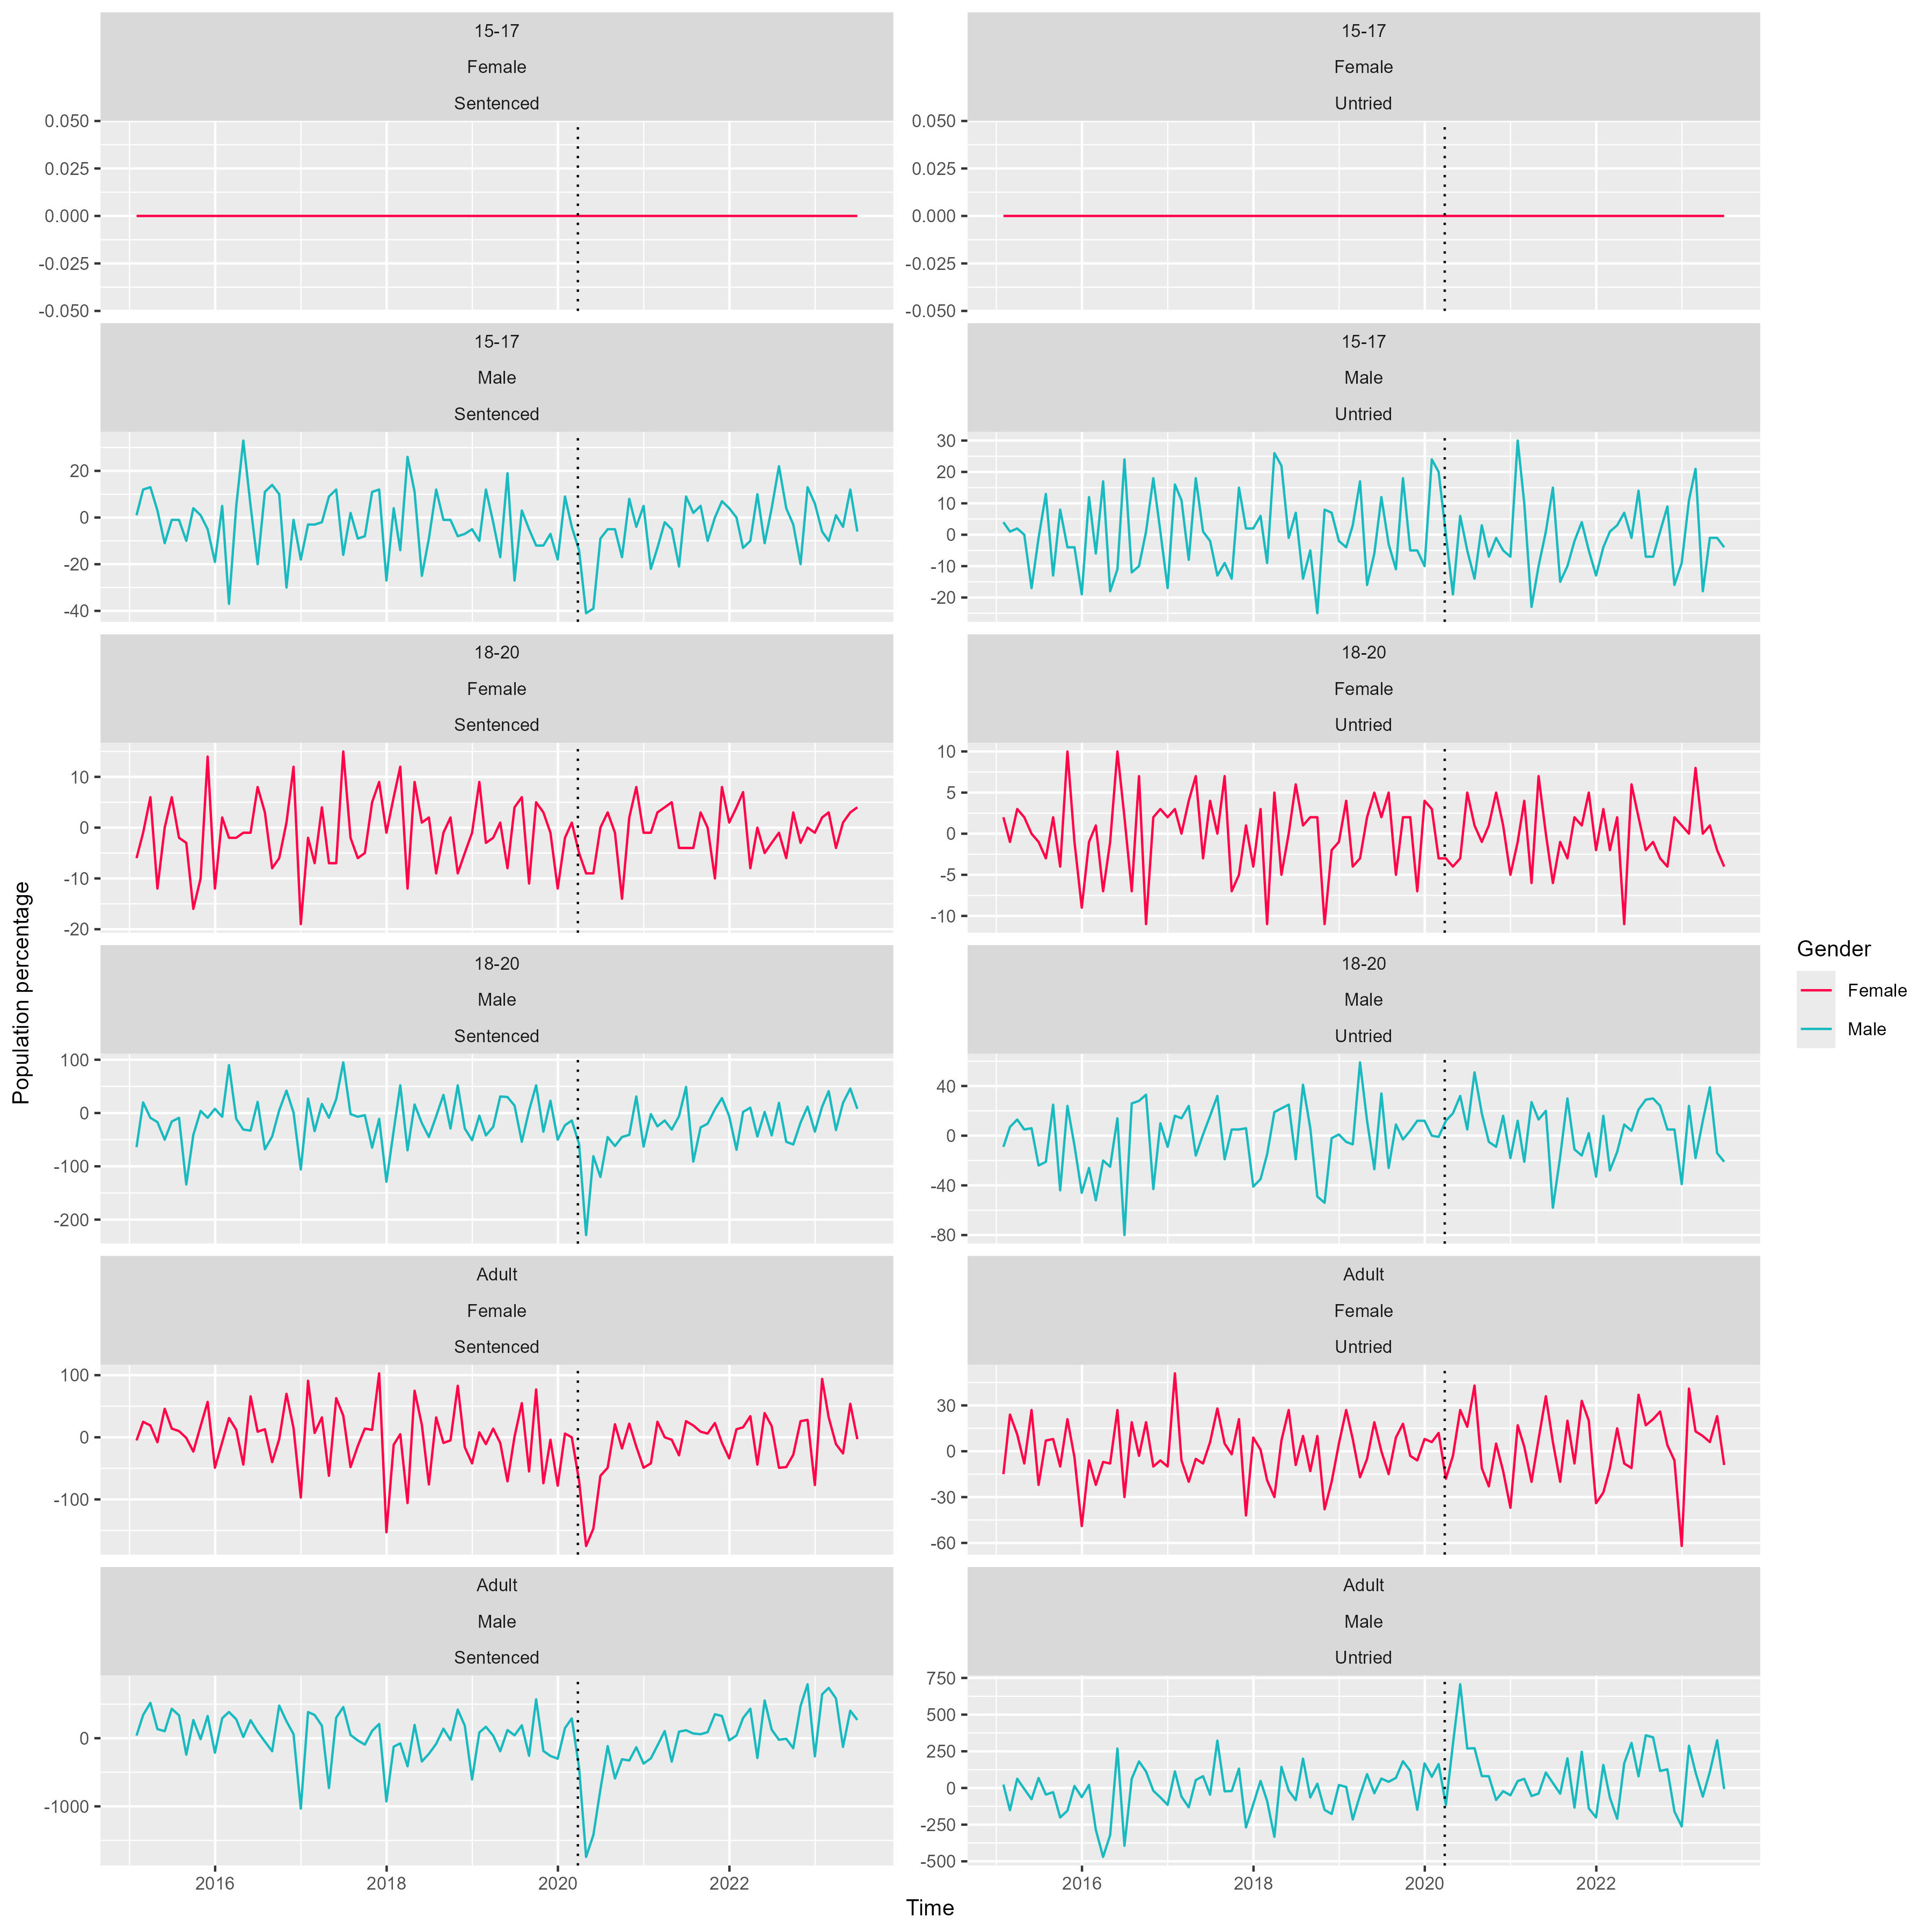 15-17
Female
Sentenced
0.050
0.025
0.000
-0.025
-0.050
15-17
Female
Untried
0.050
0.025
0.000
-0.025
-0.050
15-17
Male
Sentenced
20
0
-20
-40
15-17
Male
Untried
30
20
10
0
-10
-20
18-20
Female
Sentenced
10
0
-10
-20
18-20
Female
Untried
10
5
0
-5
-10
18-20
Male
Sentenced
100
0
-100
-200
18-20
Male
Untried
40
0
-40
-80
Adult
Female
Sentenced
100
0
-100
Adult
Female
Untried
30
0
-30
-60
Adult
Male
Sentenced
0
-1000
2016 2018 2020 2022
Adult
Male
Untried
750
500
250
0
-250
-500
2016 2018 2020 2022
Time
Population percentage
Gender
Female
Male